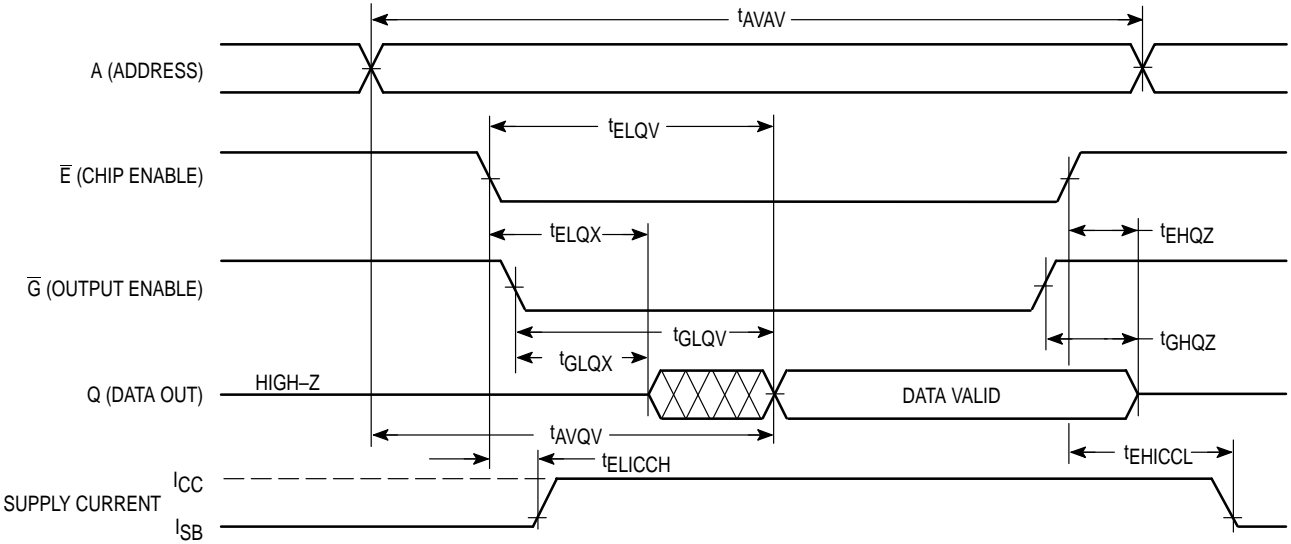 tAVAV
A (ADDRESS)
tELQV
E̅ (CHIP ENABLE)
tELQX
tEHQZ
G̅ (OUTPUT ENABLE)
tGLQV
tGHQZ
tGLQX
HIGH–Z
Q (DATA OUT)
DATA VALID
tAVQV
tELICCH
tEHICCL
ICC
SUPPLY CURRENT
ISB